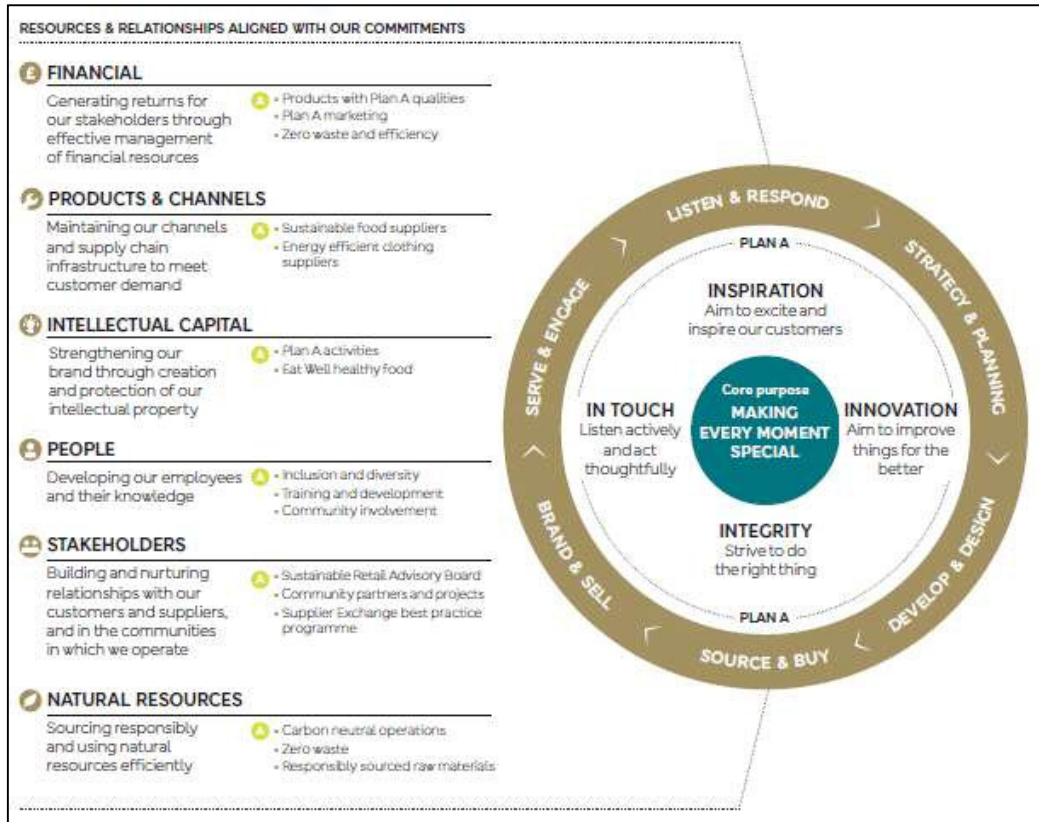 RESOURCES & RELATIONSHIPS ALIGNED WITH OUR COMMITMENTS
£ FINANCIAL
Generating returns for
our stakeholders through
effective management
of financial resources
A • Products with Plan A qualities
• Plan A marketing
• Zero waste and efficiency
PRODUCTS & CHANNELS
Maintaining our channels
and supply chain
infrastructure to meet
customer demand
A • Sustainable food suppliers
• Energy efficient clothing
suppliers
INTELLECTUAL CAPITAL
Strengthening our
brand through creation
and protection of our
intellectual property
A • Plan A activities
• Eat Well healthy food
PEOPLE
Developing our employees
and their knowledge
A • Inclusion and diversity
• Training and development
• Community involvement
STAKEHOLDERS
Building and nurturing
relationships with our
customers and suppliers,
and in the communities
in which we operate
A • Sustainable Retail Advisory Board
• Community partners and projects
• Supplier Exchange best practice
programme
NATURAL RESOURCES
Sourcing responsibly
and using natural
resources efficiently
A • Carbon neutral operations
• Zero waste
• Responsibly sourced raw materials
LISTEN & RESPOND
STRATEGY & PLANNING
DEVELOP & DESIGN
SOURCE & BUY
BRAND & SELL
SERVE & ENGAGE
PLAN A
INSPIRATION
Aim to excite and
inspire our customers
IN TOUCH
Listen actively
and act
thoughtfully
Core purpose
MAKING
EVERY MOMENT
SPECIAL
INNOVATION
Aim to improve
things for the
better
INTEGRITY
Strive to do
the right thing
PLAN A